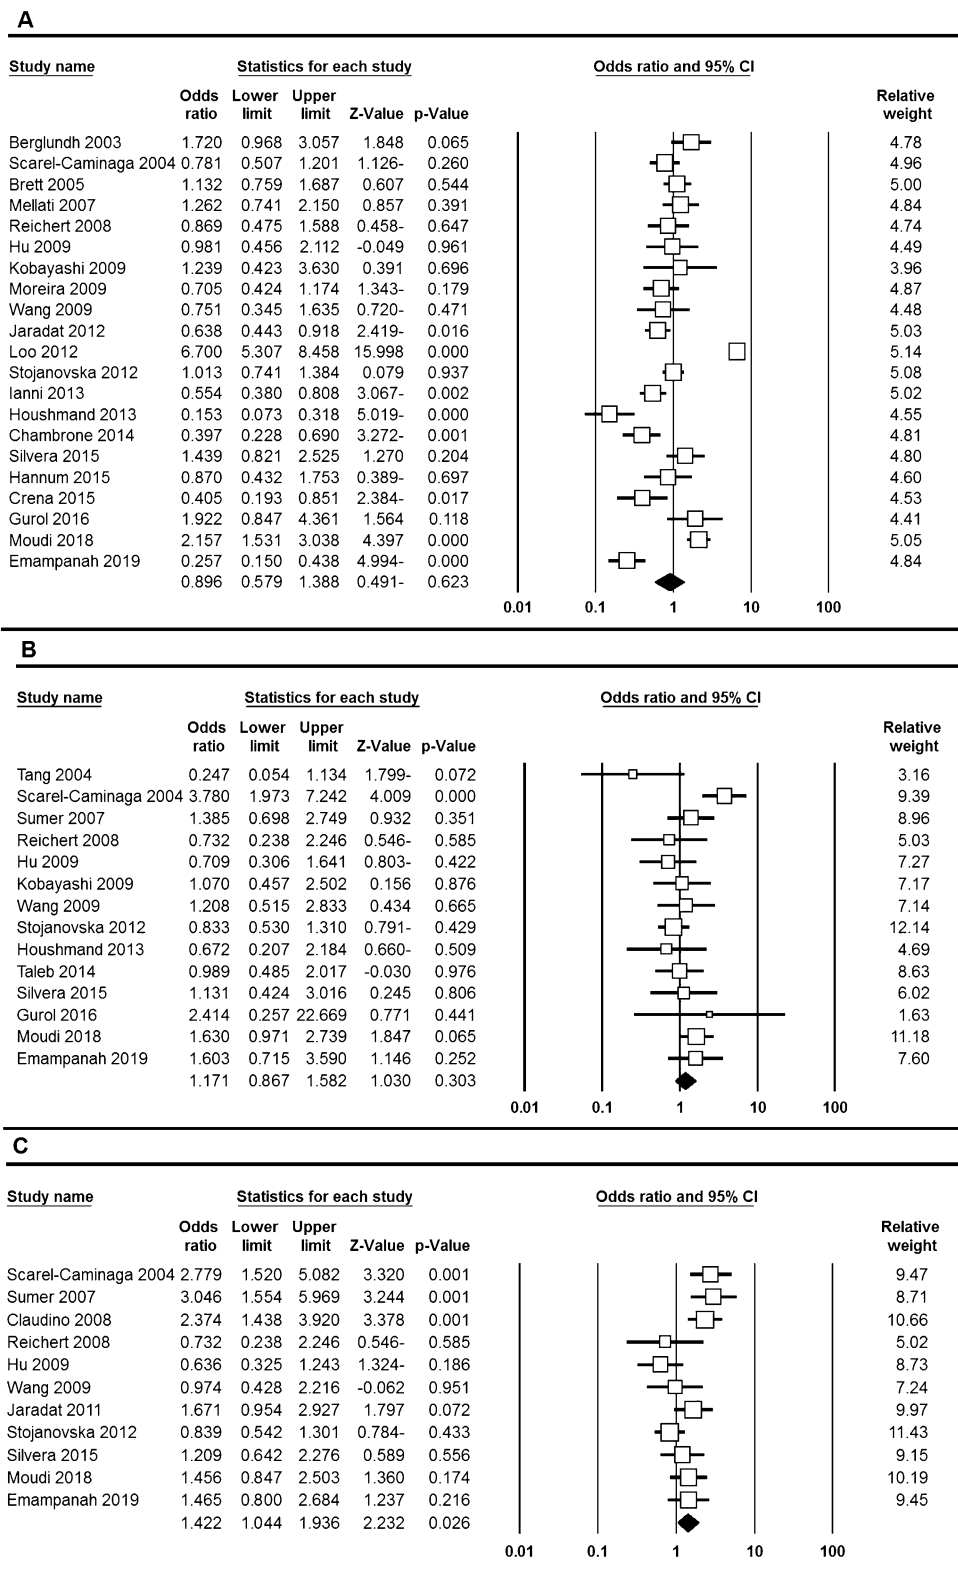 A
Study name Statistics for each study Odds ratio and 95% CI
Odds Lower Upper Relative
ratio limit limit Z-Value p-Value weight
Berglundh 2003 1.720 0.968 3.057 1.848 0.065 4.78
Scarel-Caminaga 2004 0.781 0.507 1.201 1.126- 0.260 4.96
Brett 2005 1.132 0.759 1.687 0.607 0.544 5.00
Mellati 2007 1.262 0.741 2.150 0.857 0.391 4.84
Reichert 2008 0.869 0.475 1.588 0.458- 0.647 4.74
Hu 2009 0.981 0.456 2.112 -0.049 0.961 4.49
Kobayashi 2009 1.239 0.423 3.630 0.391 0.696 3.96
Moreira 2009 0.705 0.424 1.174 1.343- 0.179 4.87
Wang 2009 0.751 0.345 1.635 0.720- 0.471 4.48
Jaradat 2012 0.638 0.443 0.918 2.419- 0.016 5.03
Loo 2012 6.700 5.307 8.458 15.998 0.000 5.14
Stojanovska 2012 1.013 0.741 1.384 0.079 0.937 5.08
Ianni 2013 0.554 0.380 0.808 3.067- 0.002 5.02
Houshmand 2013 0.153 0.073 0.318 5.019- 0.000 4.55
Chambrone 2014 0.397 0.228 0.690 3.272- 0.001 4.81
Silvera 2015 1.439 0.821 2.525 1.270 0.204 4.80
Hannum 2015 0.870 0.432 1.753 0.389- 0.697 4.60
Crena 2015 0.405 0.193 0.851 2.384- 0.017 4.53
Gurol 2016 1.922 0.847 4.361 1.564 0.118 4.41
Moudi 2018 2.157 1.531 3.038 4.397 0.000 5.05
Emampanah 2019 0.257 0.150 0.438 4.994- 0.000 4.84
0.896 0.579 1.388 0.491- 0.623
0.01 0.1 1 10 100
B
Study name Statistics for each study Odds ratio and 95% CI
Odds Lower Upper Relative
ratio limit limit Z-Value p-Value weight
Tang 2004 0.247 0.054 1.134 1.799- 0.072 3.16
Scarel-Caminaga 2004 3.780 1.973 7.242 4.009 0.000 9.39
Sumer 2007 1.385 0.698 2.749 0.932 0.351 8.96
Reichert 2008 0.732 0.238 2.246 0.546- 0.585 5.03
Hu 2009 0.709 0.306 1.641 0.803- 0.422 7.27
Kobayashi 2009 1.070 0.457 2.502 0.156 0.876 7.17
Wang 2009 1.208 0.515 2.833 0.434 0.665 7.14
Stojanovska 2012 0.833 0.530 1.310 0.791- 0.429 12.14
Houshmand 2013 0.672 0.207 2.184 0.660- 0.509 4.69
Taleb 2014 0.989 0.485 2.017 -0.030 0.976 8.63
Silvera 2015 1.131 0.424 3.016 0.245 0.806 6.02
Gurol 2016 2.414 0.257 22.669 0.771 0.441 1.63
Moudi 2018 1.630 0.971 2.739 1.847 0.065 11.18
Emampanah 2019 1.603 0.715 3.590 1.146 0.252 7.60
1.171 0.867 1.582 1.030 0.303
0.01 0.1 1 10 100
C
Study name Statistics for each study Odds ratio and 95% CI
Odds Lower Upper Relative
ratio limit limit Z-Value p-Value weight
Scarel-Caminaga 2004 2.779 1.520 5.082 3.320 0.001 9.47
Sumer 2007 3.046 1.554 5.969 3.244 0.001 8.71
Claudino 2008 2.374 1.438 3.920 3.378 0.001 10.66
Reichert 2008 0.732 0.238 2.246 0.546- 0.585 5.02
Hu 2009 0.636 0.325 1.243 1.324- 0.186 8.73
Wang 2009 0.974 0.428 2.216 -0.062 0.951 7.24
Jaradat 2011 1.671 0.954 2.927 1.797 0.072 9.97
Stojanovska 2012 0.839 0.542 1.301 0.784- 0.433 11.43
Silvera 2015 1.209 0.642 2.276 0.589 0.556 9.15
Moudi 2018 1.456 0.847 2.503 1.360 0.174 10.19
Emampanah 2019 1.465 0.800 2.684 1.237 0.216 9.45
1.422 1.044 1.936 2.232 0.026
0.01 0.1 1 10 100